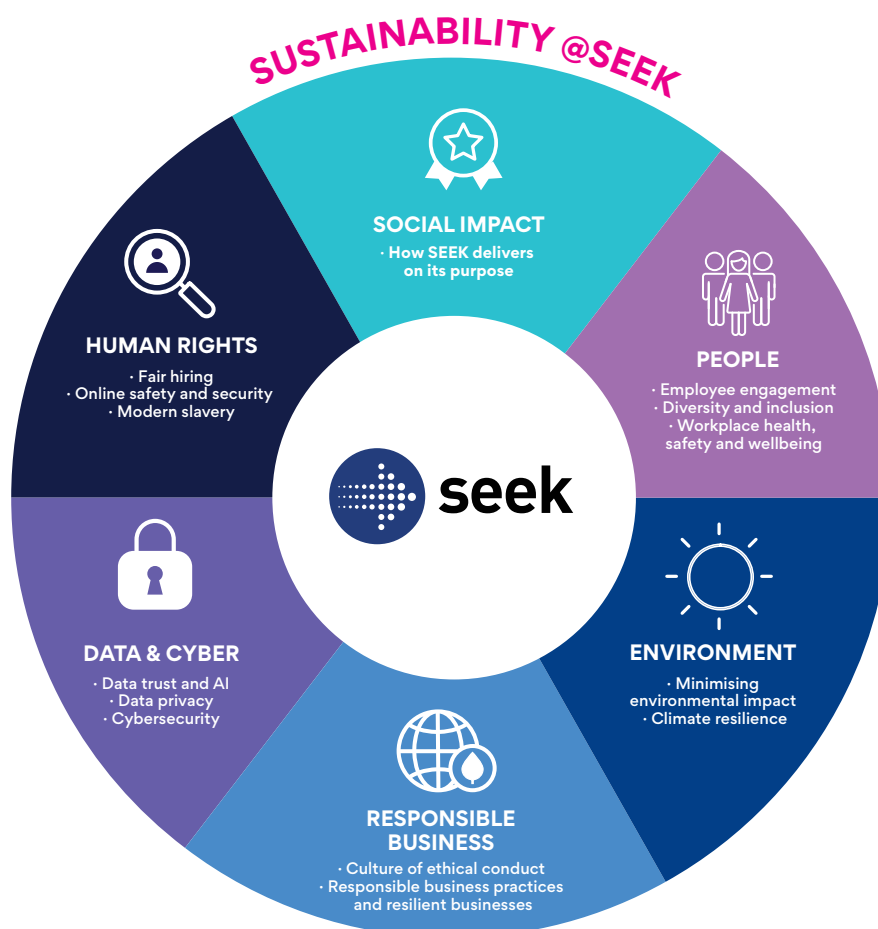 SUSTAINABILITY @SEEK
SOCIAL IMPACT
· How SEEK delivers
on its purpose
PEOPLE
· Employee engagement
· Diversity and inclusion
· Workplace health,
safety and wellbeing
ENVIRONMENT
· Minimising
environmental impact
· Climate resilience
RESPONSIBLE
BUSINESS
· Culture of ethical conduct
· Responsible business practices
and resilient businesses
DATA & CYBER
· Data trust and AI
· Data privacy
· Cybersecurity
HUMAN RIGHTS
· Fair hiring
· Online safety and security
· Modern slavery
seek